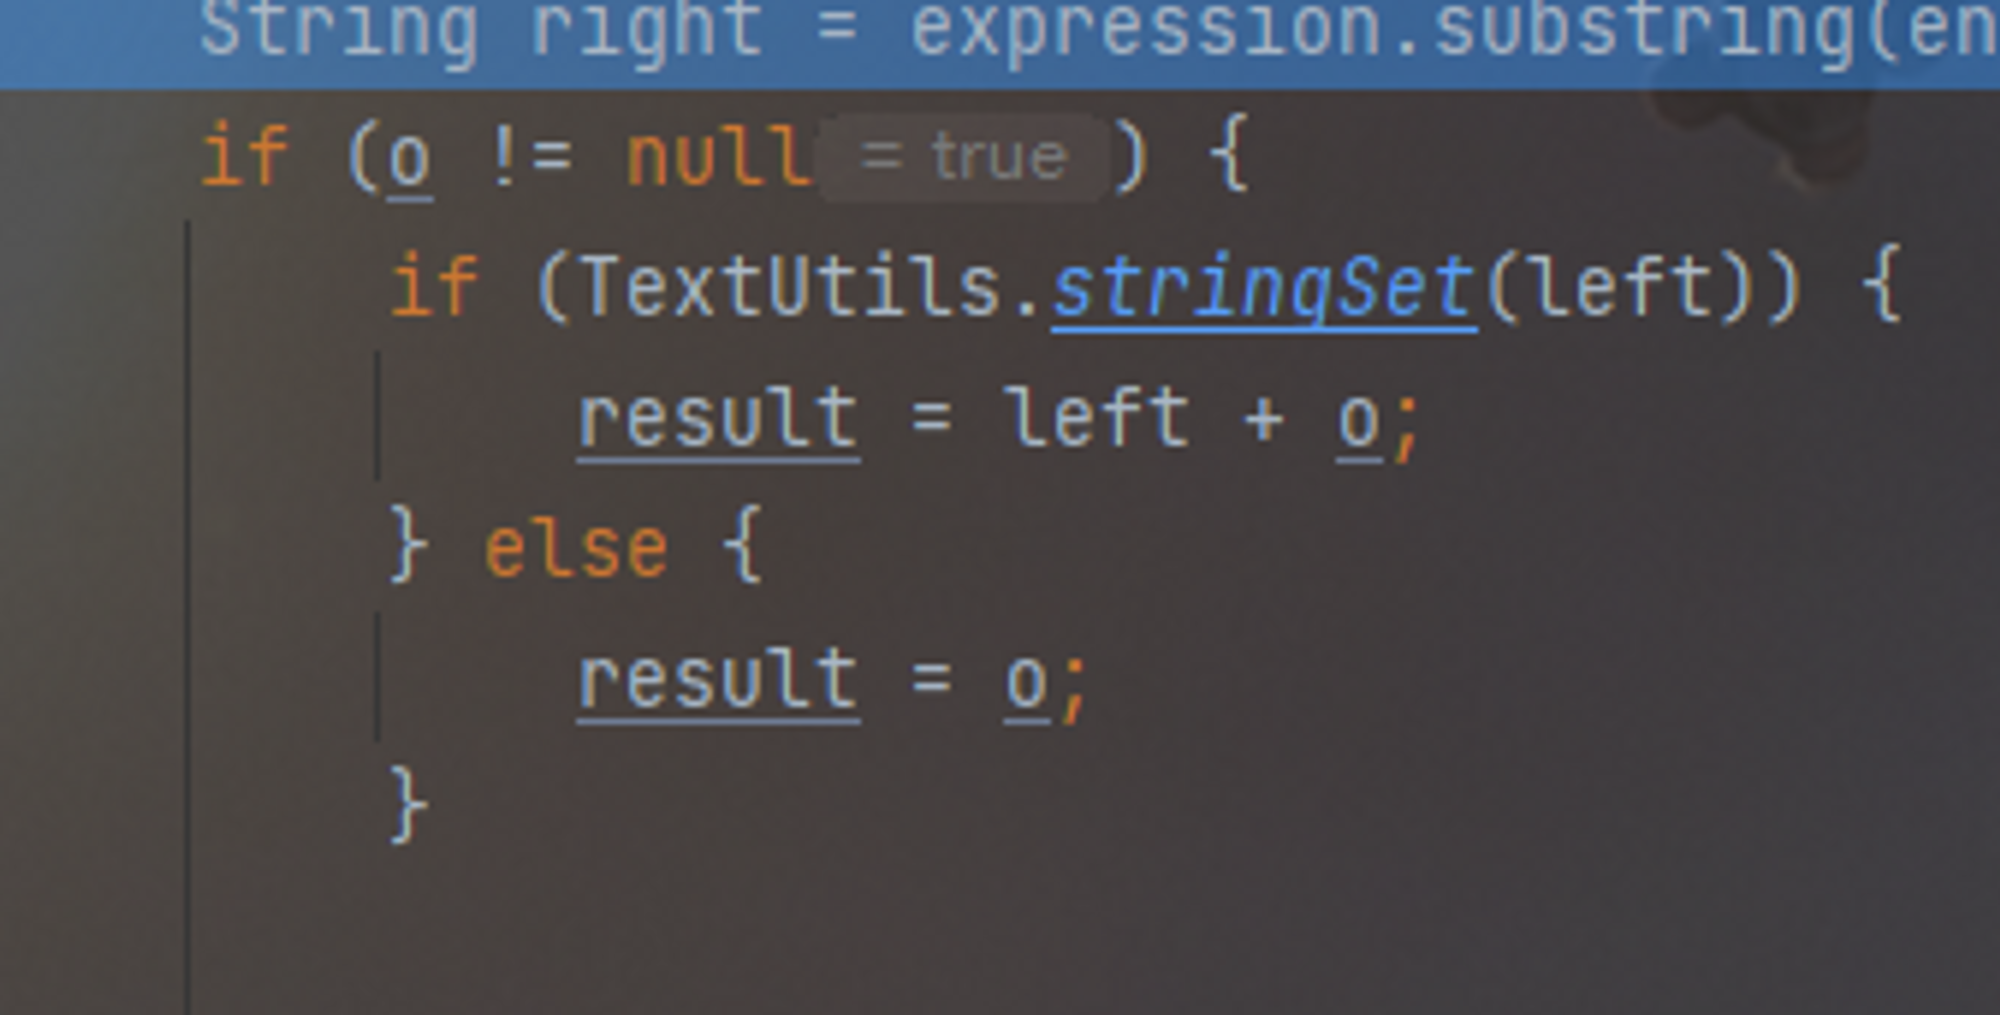 String right = expression.substring(en
if (o != null = true ) {
if (TextUtils.stringSet(left)) {
result = left + o;
} else {
result = o;
}